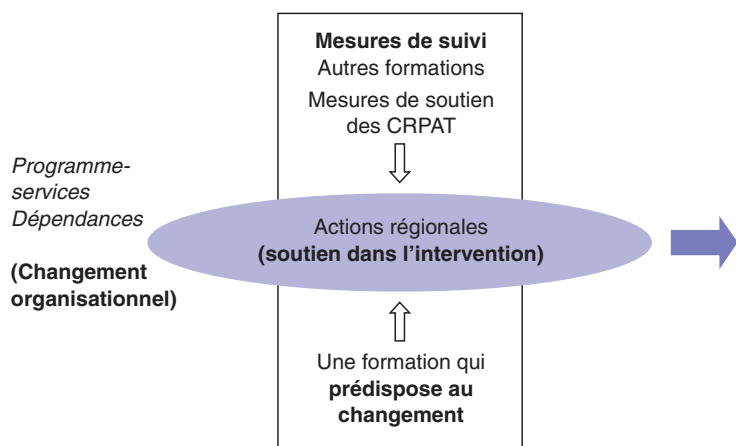 Mesures de suivi
Autres formations
Mesures de soutien
des CRPAT
Programme-
services
Dépendances
(Changement
organisationnel)
Actions régionales
(soutien dans l'intervention)
Une formation qui
prédispose au
changement